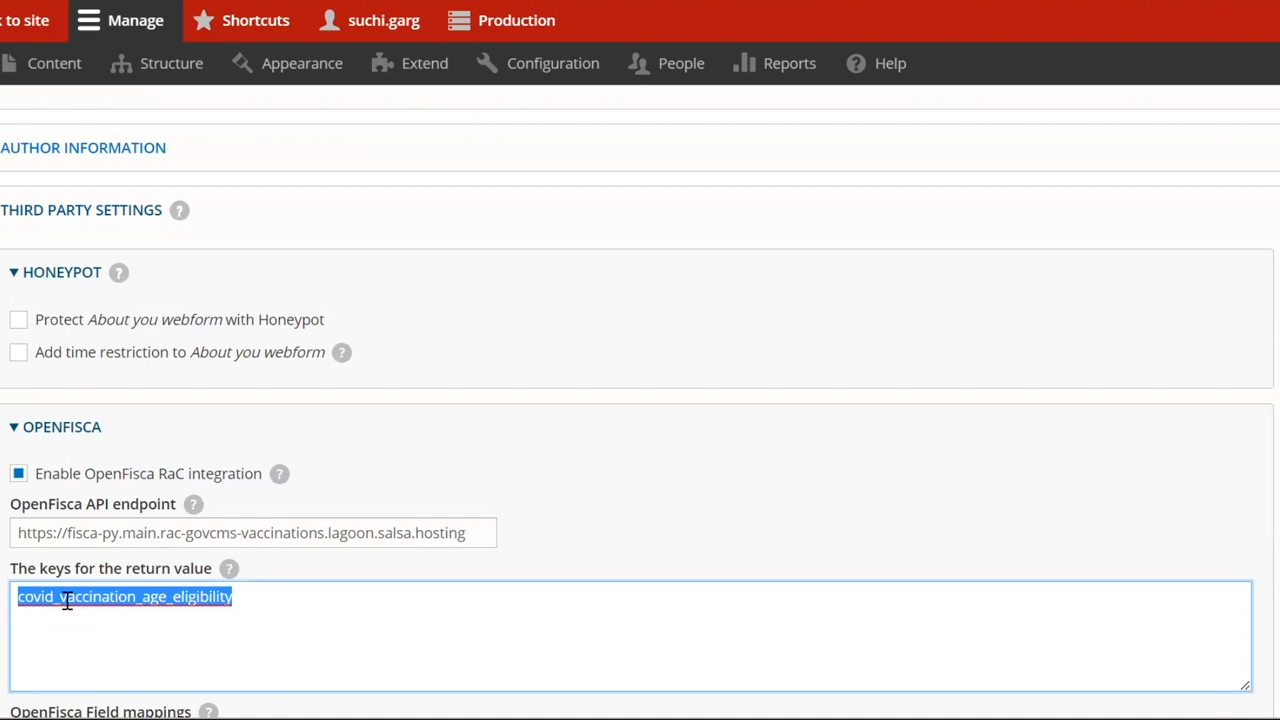 to site
Manage
Shortcuts
suchi.garg
Production
Content
Structure
Appearance
Extend
Configuration
People
Reports
Help
AUTHOR INFORMATION
THIRD PARTY SETTINGS ?
▼ HONEYPOT ?
Protect About you webform with Honeypot
Add time restriction to About you webform ?
▼ OPENFISCA
Enable OpenFisca RaC integration ?
OpenFisca API endpoint ?
https://fisca-py.main.rac-govcms-vaccinations.lagoon.salsa.hosting
The keys for the return value ?
covid_vaccination_age_eligibility
OpenFisca Field mappings ?